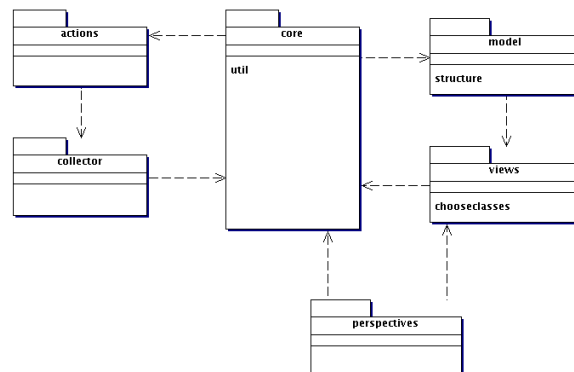 actions
core
model
util
structure
collector
views
chooseclasses
perspectives